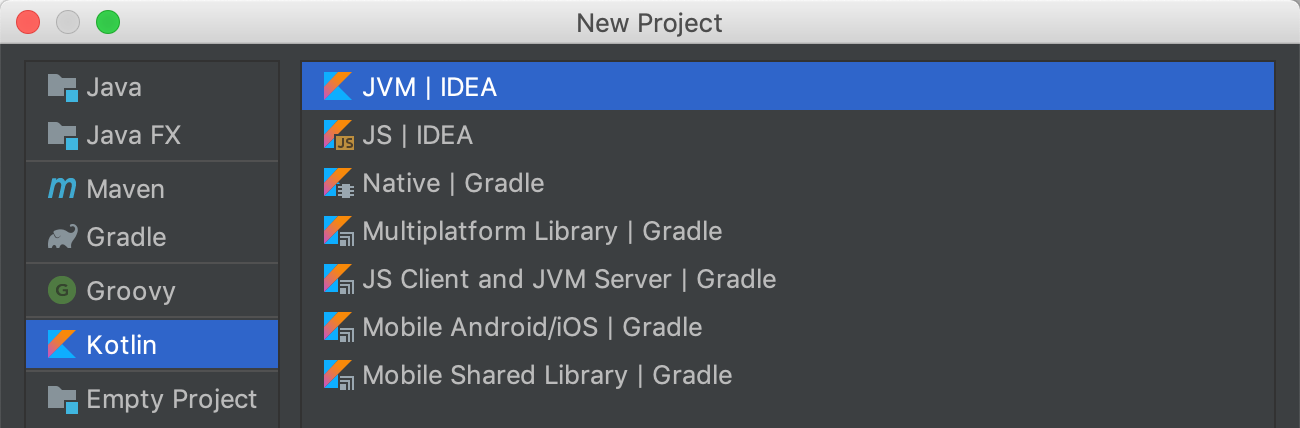 New Project
Java
Java FX
Maven
Gradle
Groovy
Kotlin
Empty Project
JVM | IDEA
JS | IDEA
Native | Gradle
Multiplatform Library | Gradle
JS Client and JVM Server | Gradle
Mobile Android/iOS | Gradle
Mobile Shared Library | Gradle